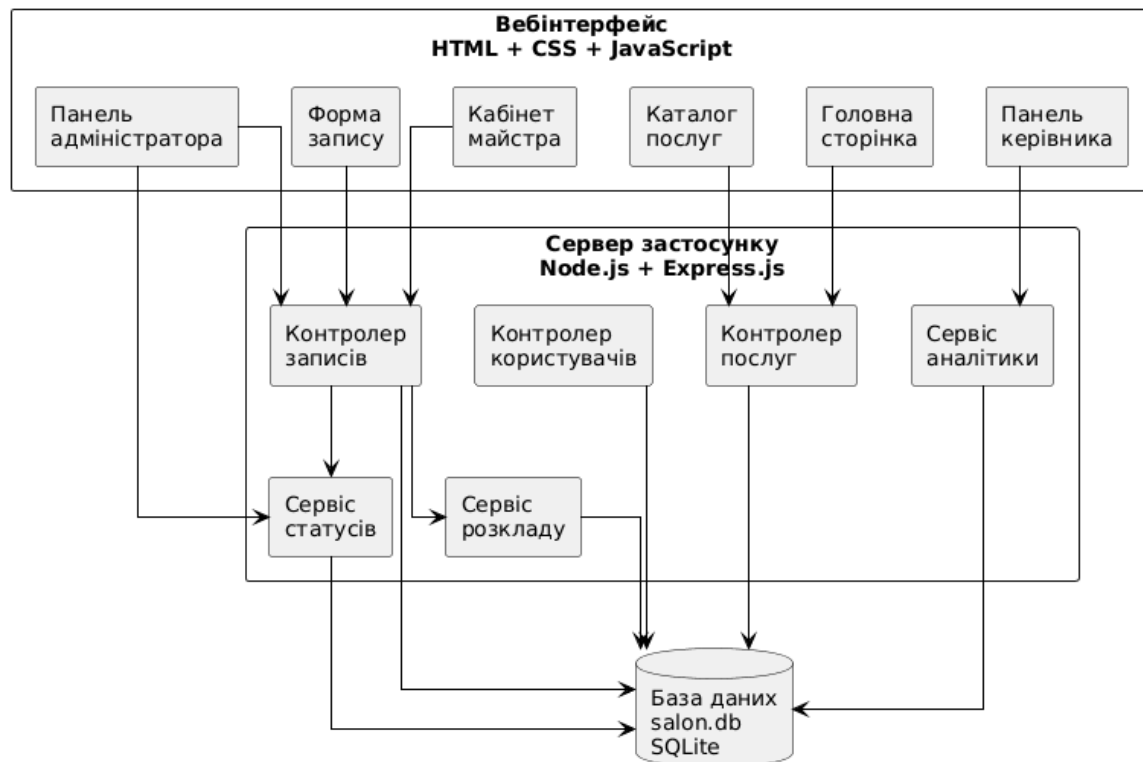 Вебінтерфейс
HTML + CSS + JavaScript
Панель
адміністратора
Форма
запису
Кабінет
майстра
Каталог
послуг
Головна
сторінка
Панель
керівника
Сервер застосунку
Node.js + Express.js
Контролер
записів
Контролер
користувачів
Контролер
послуг
Сервіс
аналітики
Сервіс
статусів
Сервіс
розкладу
База даних
salon.db
SQLite